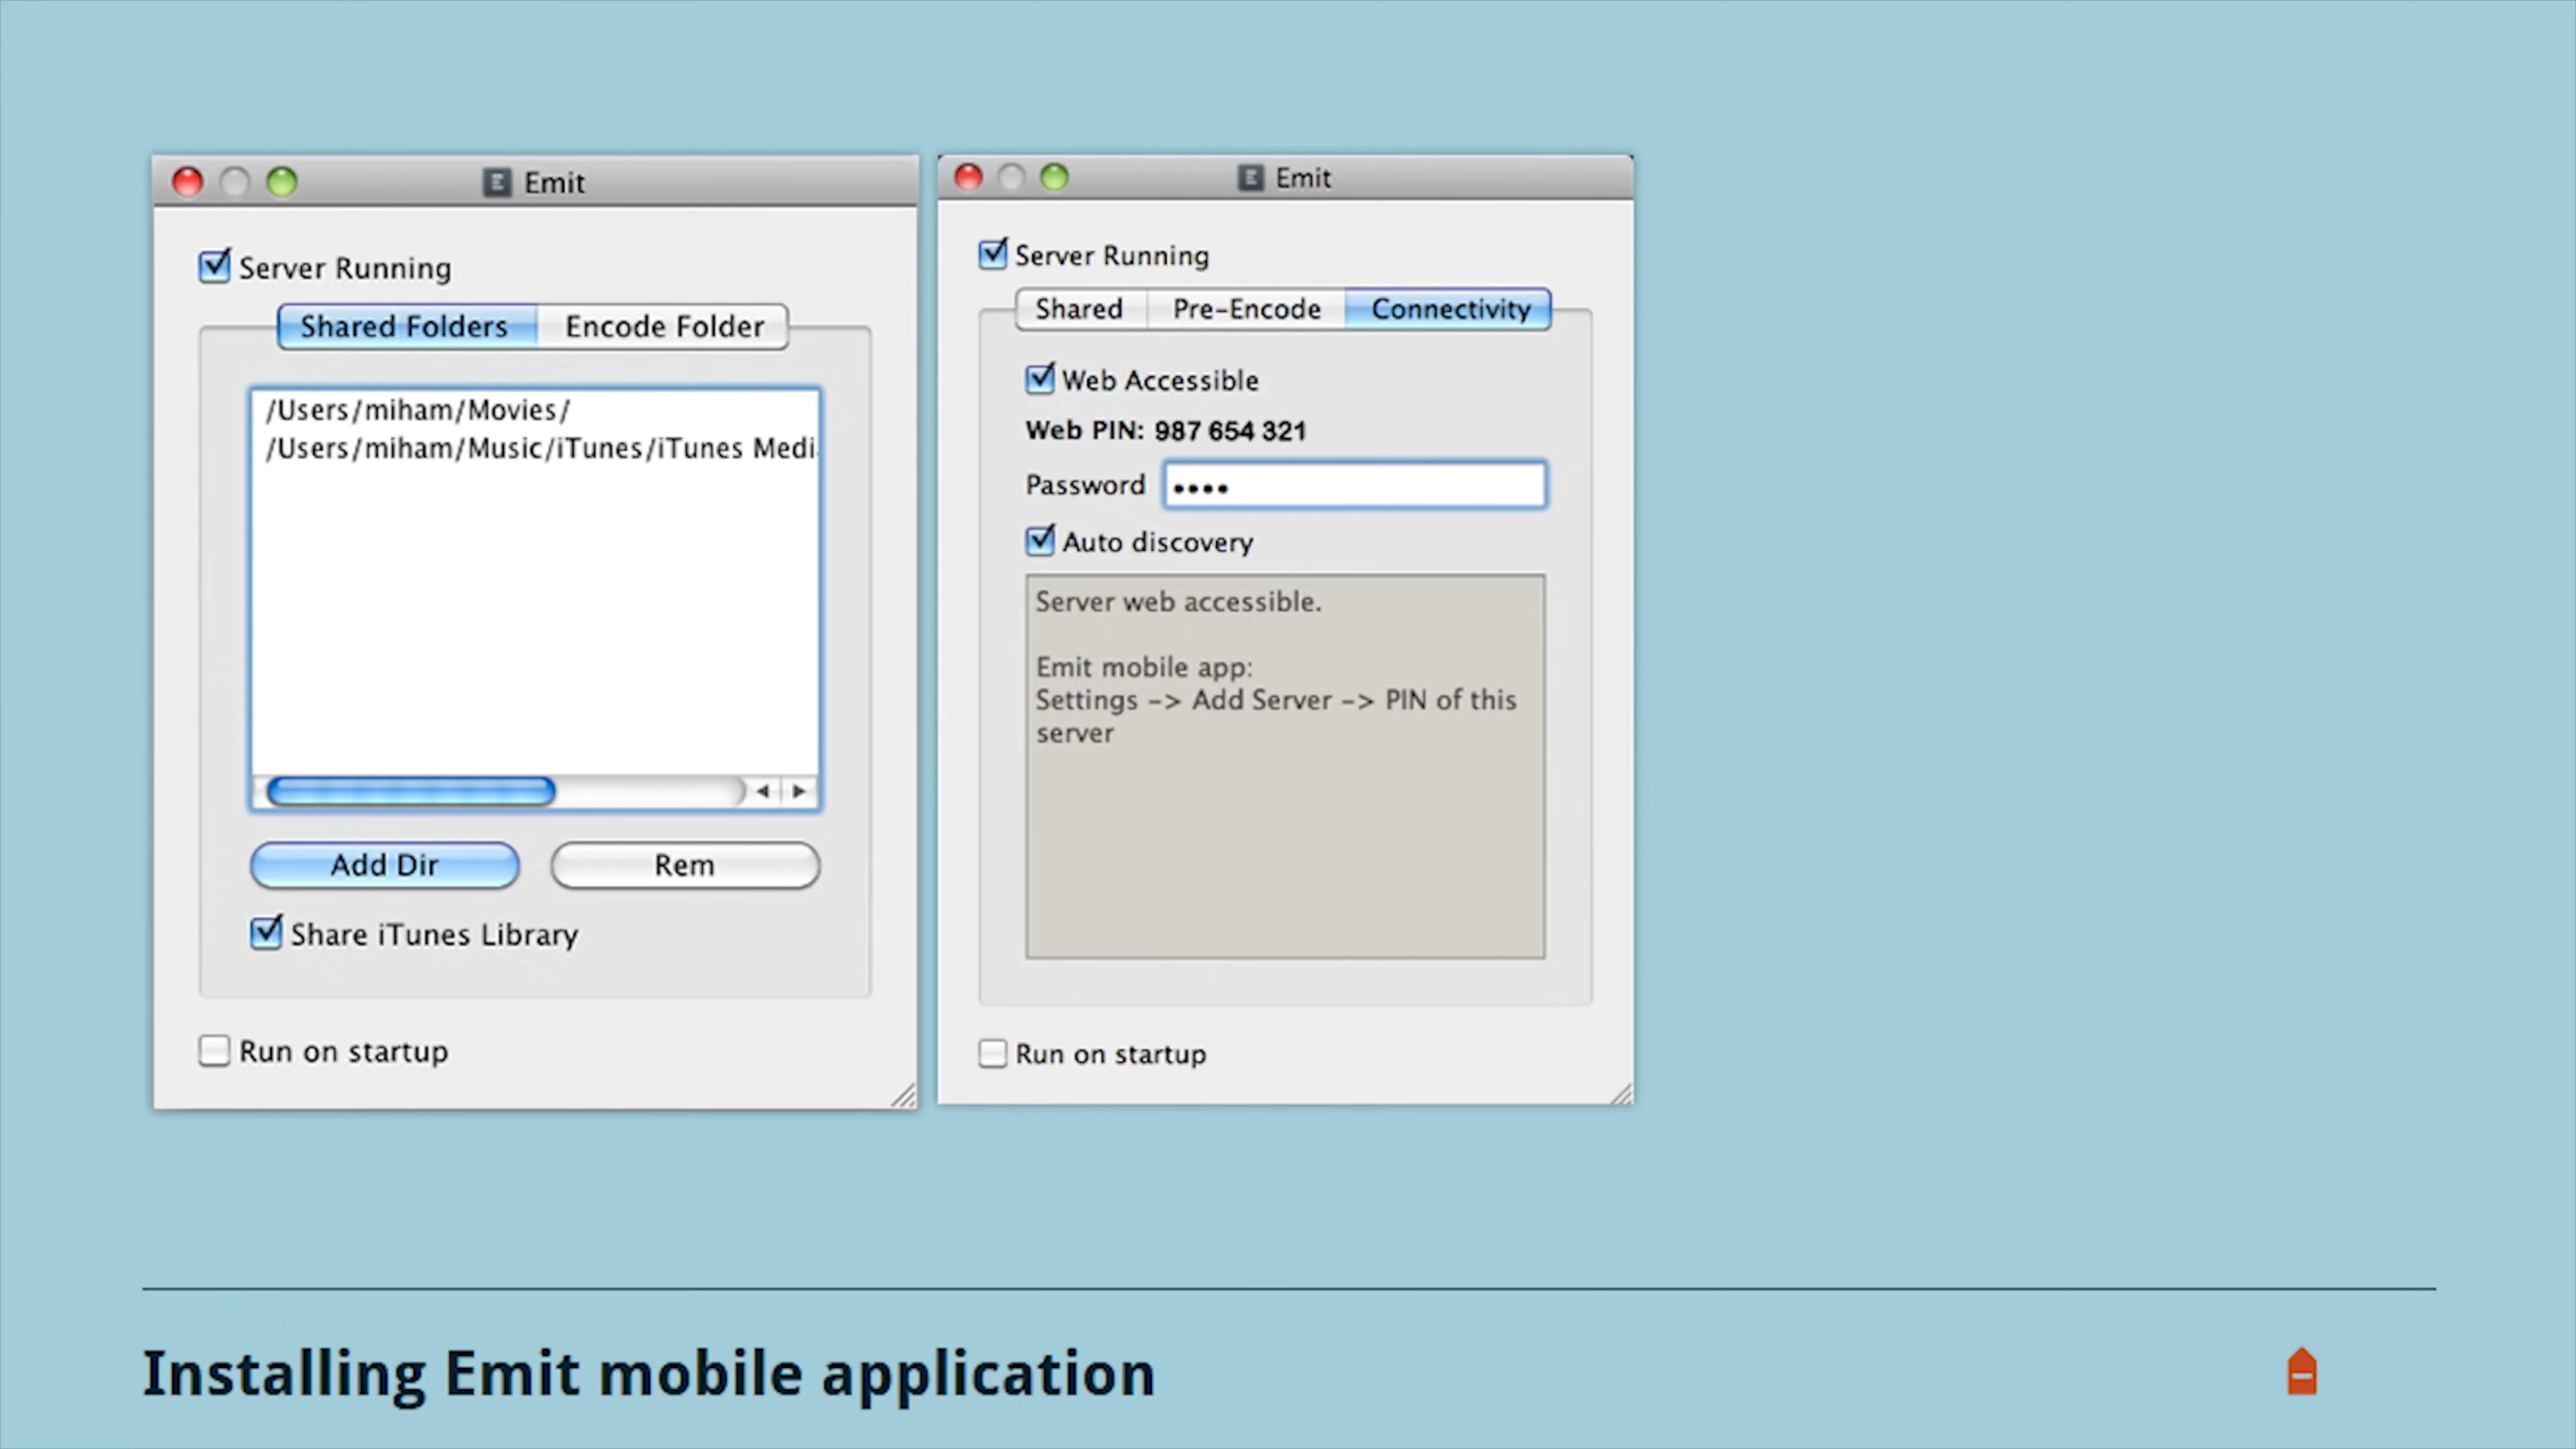 Emit
Server Running
Shared Folders Encode Folder
/Users/miham/Movies/
/Users/miham/Music/iTunes/iTunes Medi
Add Dir Rem
Share iTunes Library
Run on startup
Emit
Server Running
Shared Pre-Encode Connectivity
Web Accessible
Web PIN: 987 654 321
Password ••••
Auto discovery
Server web accessible.
Emit mobile app:
Settings -> Add Server -> PIN of this
server
Run on startup
Installing Emit mobile application